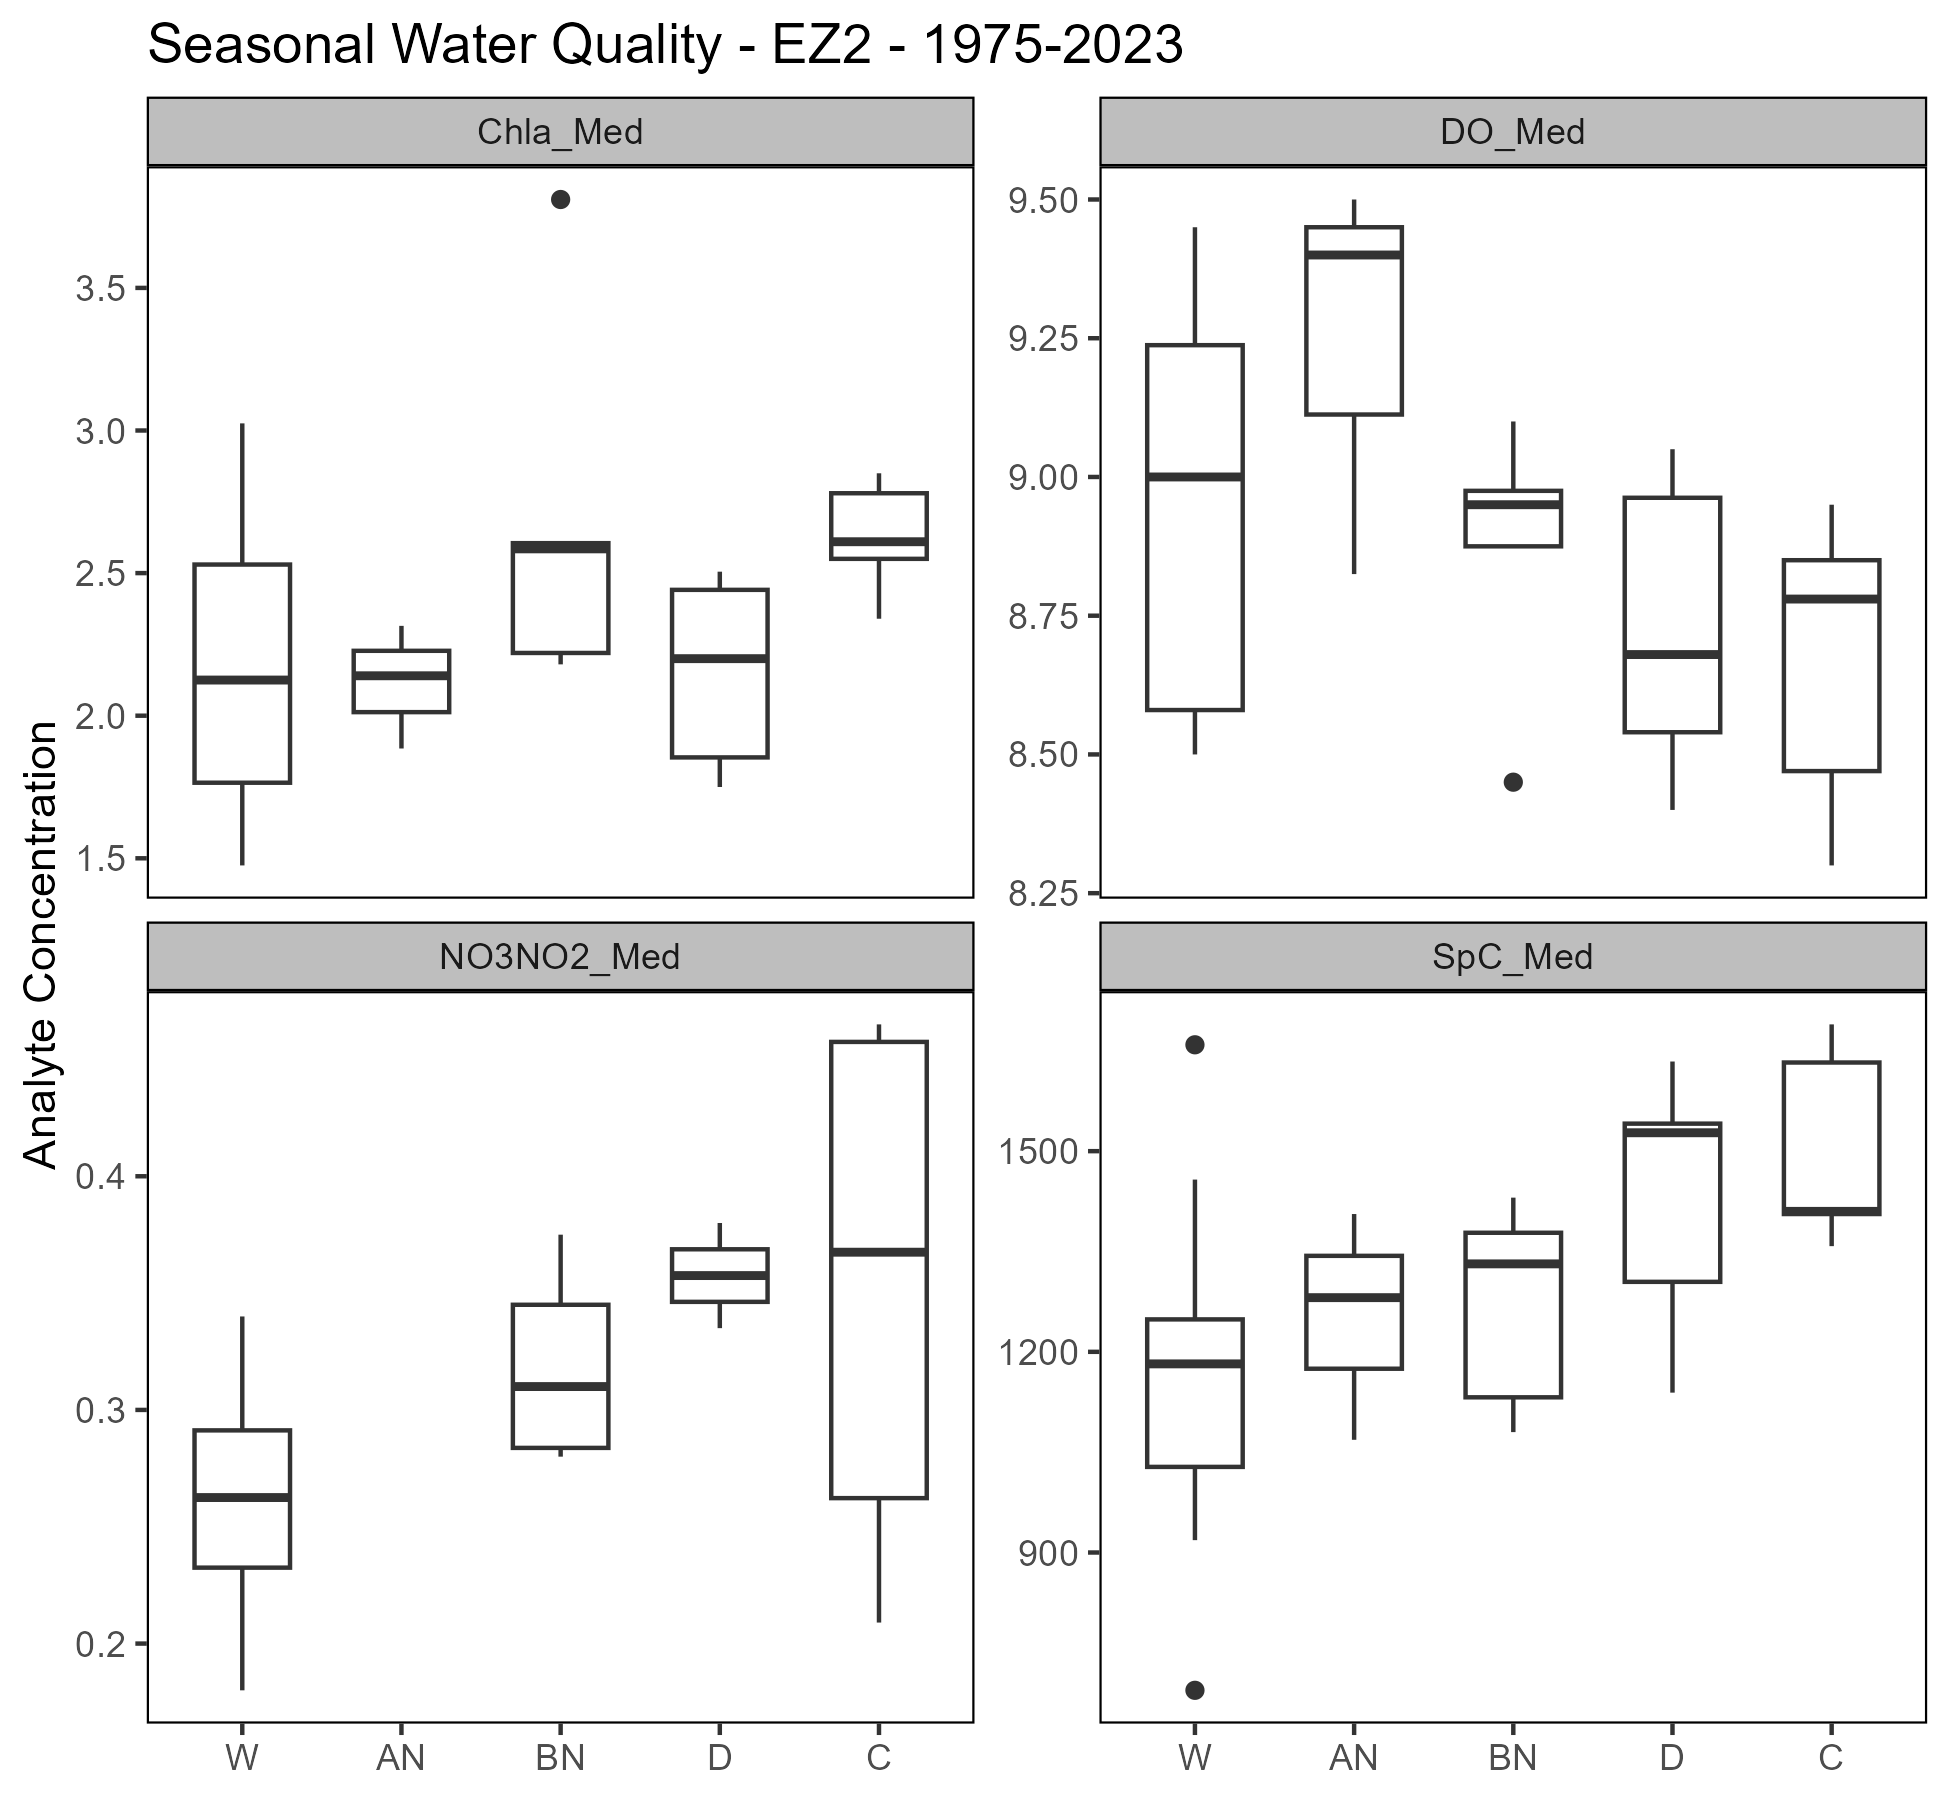 Seasonal Water Quality - EZ2 - 1975-2023
Chla_Med
DO_Med
3.5
3.0
2.5
2.0
1.5
9.50
9.25
9.00
8.75
8.50
8.25
Analyte Concentration
NO3NO2_Med
SpC_Med
0.4
0.3
0.2
1500
1200
900
W AN BN D C
W AN BN D C